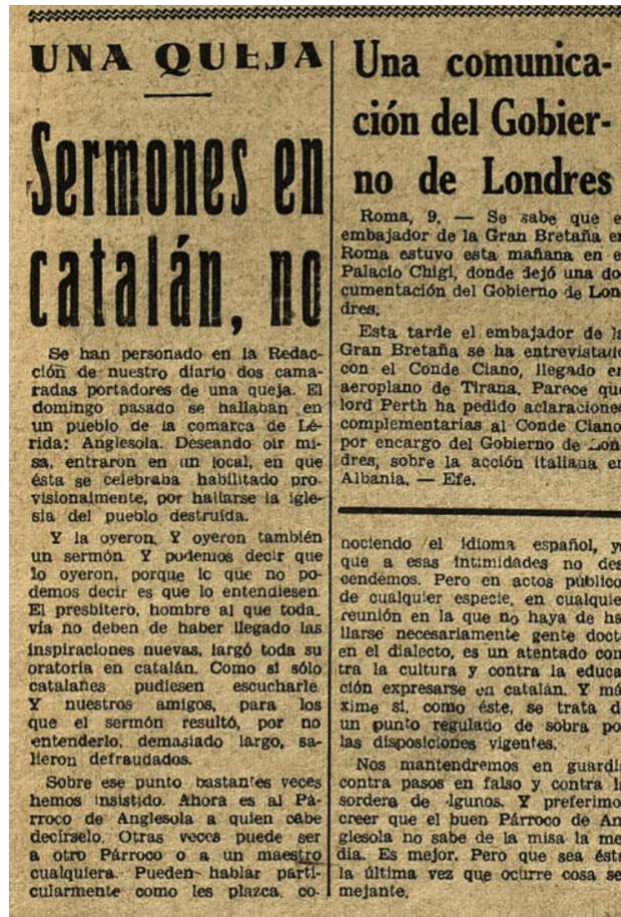 UNA QUEJA
Sermones en
catalán, no
Se han personado en la Redac-
ción de nuestro diario dos cama-
radas portadores de una queja. El
domingo pasado se hallaban en
un pueblo de la comarca de Lé-
rida: Anglesola. Deseando oir mi-
sa, entraron en un local, en que
ésta se celebraba habilitado pro-
visionalmente, por hallarse la igle-
sia del pueblo destruída.
Y la oyeron. Y oyeron también
un sermón. Y podemos decir que
lo oyeron, porque lo que no po-
demos decir es que lo entendiesen.
El presbítero, hombre al que toda-
vía no deben de haber llegado las
inspiraciones nuevas, largó toda su
oratoria en catalán. Como si sólo
catalanes pudiesen escucharle.
Y nuestros amigos, para los
que el sermón resultó, por no
entenderlo, demasiado largo, sa-
lieron defraudados.
Sobre ese punto bastantes veces
hemos insistido. Ahora es al Pá-
rroco de Anglesola a quien cabe
decírselo. Otras veces puede ser
a otro Párroco o a un maestro
cualquiera. Pueden hablar parti-
cularmente como les plazca, co-
nociendo el idioma español, y
que a esas intimidades no des
cendemos. Pero en actos público
de cualquier especie, en cualquie
reunión en la que no haya de ha
llarse necesariamente gente doct
en el dialecto, es un atentado con
tra la cultura y contra la educa
ción expresarse en catalán. Y má
xime si, como éste, se trata d
un punto regulado de sobra po
las disposiciones vigentes.
Nos mantendremos en guardi
contra pasos en falso y contra l
sordera de algunos. Y preferimo
creer que el buen Párroco de An
glesola no sabe de la misa la me
dia. Es mejor. Pero que sea ést
la última vez que ocurre cosa se
mejante.
Una comunica-
ción del Gobier-
no de Londres
Roma, 9. — Se sabe que e
embajador de la Gran Bretaña e
Roma estuvo esta mañana en e
Palacio Chigi, donde dejó una do
cumentación del Gobierno de Lon
dres.
Esta tarde el embajador de l
Gran Bretaña se ha entrevistad
con el Conde Ciano, llegado e
aeroplano de Tirana. Parece que
lord Perth ha pedido aclaracione
complementarias al Conde Ciano
por encargo del Gobierno de Lon
dres, sobre la acción italiana e
Albania. — Efe.